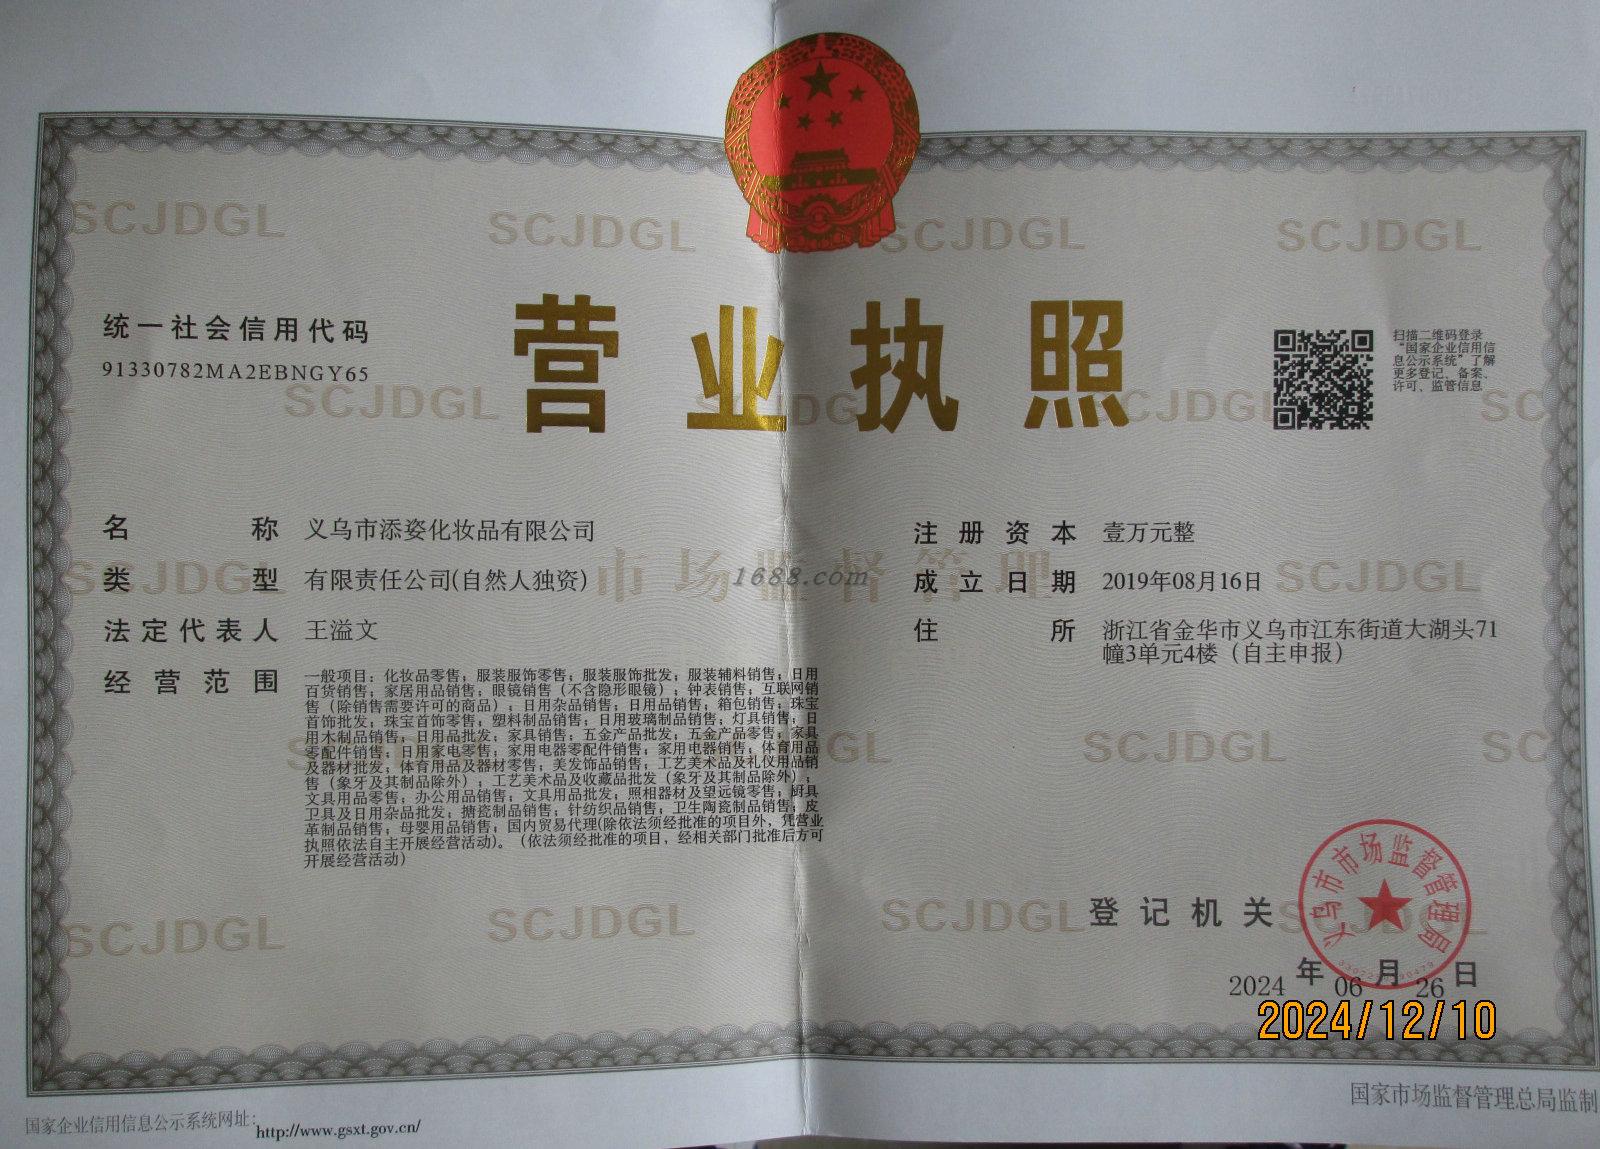 营业执照
统一社会信用代码
91330782MA2EBNGY65
扫描二维码登录
“国家企业信用信
息公示系统”了解
更多登记、备案、
许可、监管信息
名称 义乌市添姿化妆品有限公司
类型 有限责任公司(自然人独资)
法定代表人 王溢文
经营范围 一般项目：化妆品零售；服装服饰零售；服装服饰批发；服装辅料销售；日用
百货销售；家居用品销售；眼镜销售（不含隐形眼镜）；钟表销售；互联网销
售（除销售需要许可的商品）；日用杂品销售；日用品销售；箱包销售；珠宝
首饰批发；珠宝首饰零售；塑料制品销售；日用玻璃制品销售；灯具销售；日
用木制品销售；日用品批发；家具销售；五金产品批发；五金产品零售；家具
零配件销售；日用家电零售；家用电器零配件销售；家用电器销售；体育用品
及器材批发；体育用品及器材零售；美发饰品销售；工艺美术品及礼仪用品销
售（象牙及其制品除外）；工艺美术品及收藏品批发（象牙及其制品除外）；
文具用品零售；办公用品销售；文具用品批发；照相器材及望远镜零售；厨具
卫具及日用杂品批发；搪瓷制品销售；针纺织品销售；卫生陶瓷制品销售；皮
革制品销售；母婴用品销售；国内贸易代理(除依法须经批准的项目外，凭营业
执照依法自主开展经营活动)。（依法须经批准的项目，经相关部门批准后方可
开展经营活动）
注册资本 壹万元整
成立日期 2019年08月16日
住所 浙江省金华市义乌市江东街道大湖头71
幢3单元4楼（自主申报）
市场监督管理
1688.com
SCJDGL
登记机关
义乌市市场监督管理局
2024年06月26日
2024/12/10
国家企业信用信息公示系统网址：http://www.gsxt.gov.cn/
国家市场监督管理总局监制